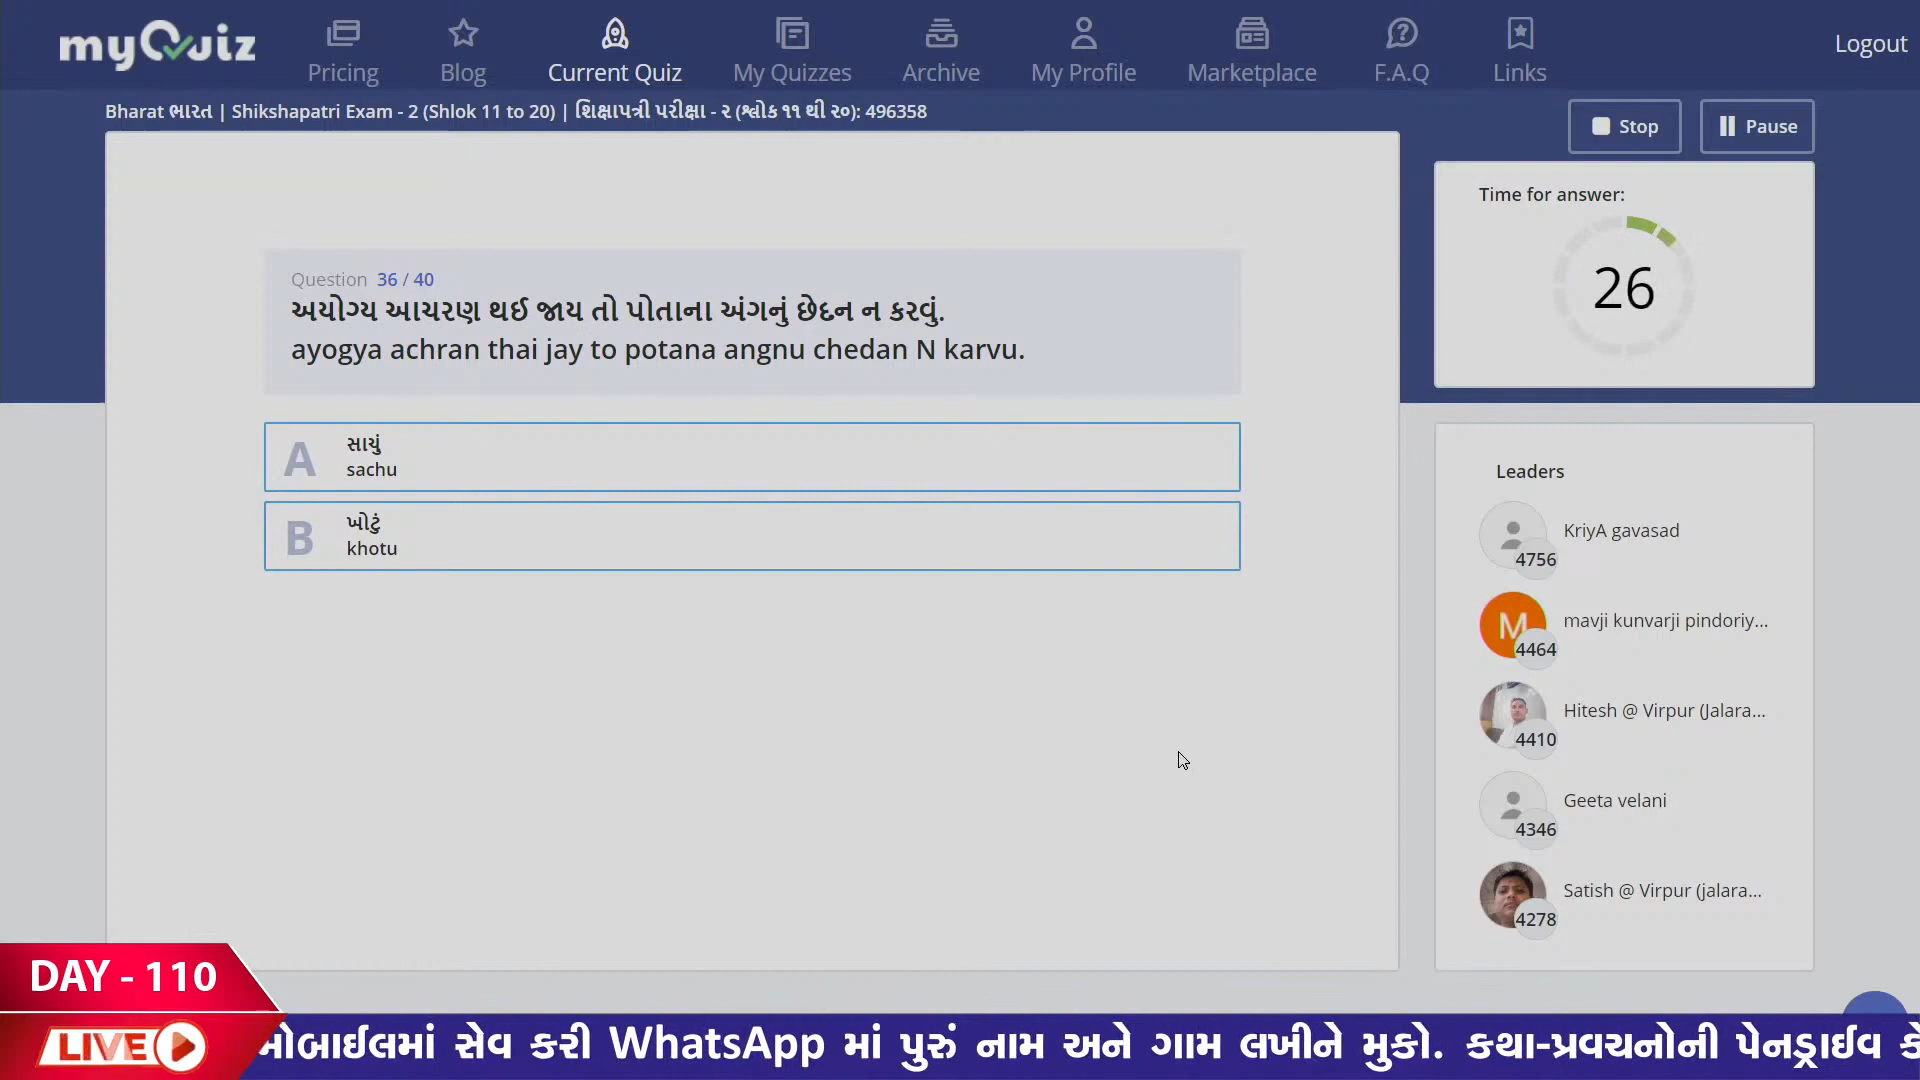 myQuiz
Pricing
Blog
Current Quiz
My Quizzes
Archive
My Profile
Marketplace
F.A.Q
Links
Logout
Bharat ભારત | Shikshapatri Exam - 2 (Shlok 11 to 20) | શિક્ષાપત્રી પરીક્ષા - ૨ (શ્લોક ૧૧ થી ૨૦): 496358
Stop
Pause
Question 36 / 40
અયોગ્ય આચરણ થઈ જાય તો પોતાના અંગનું છેદન ન કરવું.
ayogya achran thai jay to potana angnu chedan N karvu.
A
સાચું
sachu
B
ખોટું
khotu
Time for answer:
26
Leaders
KriyA gavasad
4756
M
mavji kunvarji pindoriy...
4464
Hitesh @ Virpur (Jalara...
4410
Geeta velani
4346
Satish @ Virpur (jalara...
4278
DAY - 110
LIVE
સેવ કરી WhatsApp માં પુરું નામ અને ગામ લખીને મુકો. કથા-પ્રવચનોની પેનડ્રાઈવ